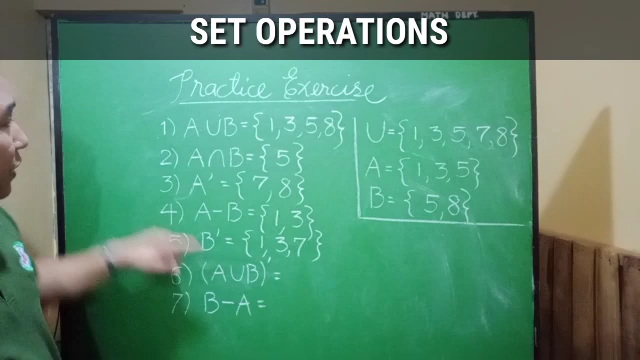 MATH DEPT.
SET OPERATIONS
Practice Exercise
1) A∪B={1,3,5,8}
2) A∩B={5}
3) A'={7,8}
4) A-B={1,3}
5) B'={1,3,7}
6) (A∪B)=
7) B-A=
U={1,3,5,7,8}
A={1,3,5}
B={5,8}